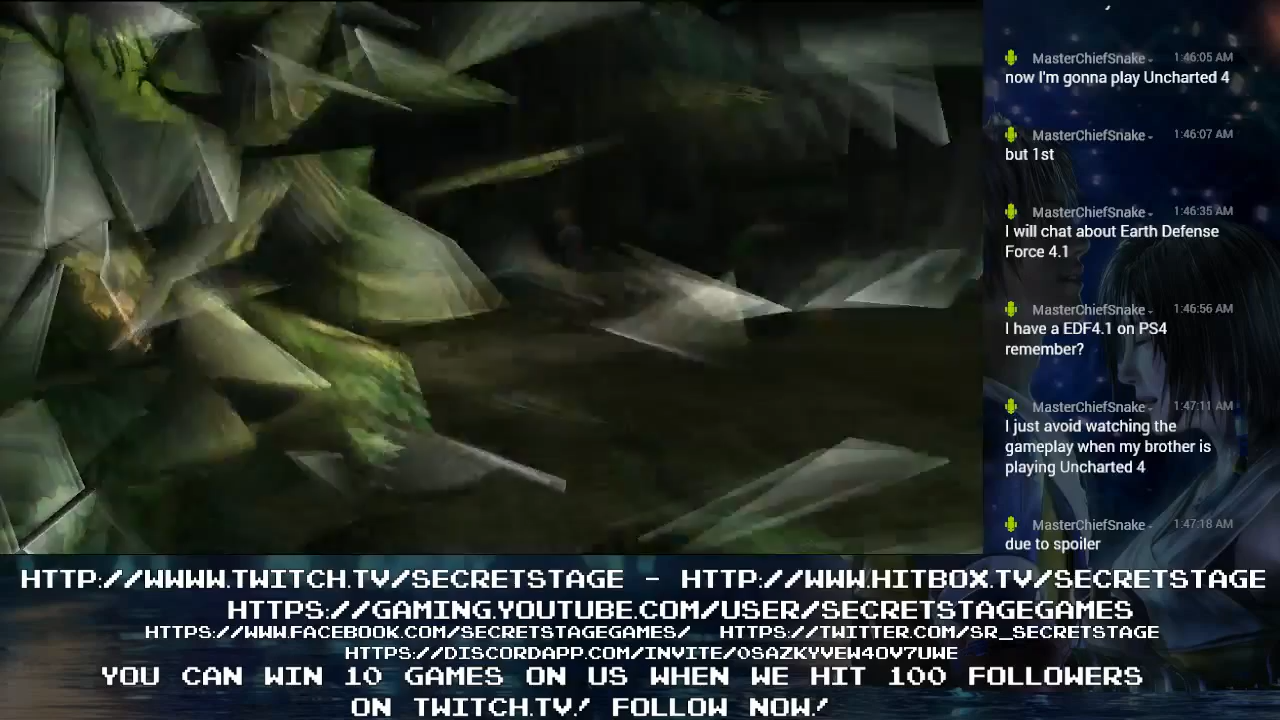 MasterChiefSnake 1:46:05 AM
now I'm gonna play Uncharted 4
MasterChiefSnake 1:46:07 AM
but 1st
MasterChiefSnake 1:46:35 AM
I will chat about Earth Defense
Force 4.1
MasterChiefSnake 1:46:56 AM
I have a EDF4.1 on PS4
remember?
MasterChiefSnake 1:47:11 AM
I just avoid watching the
gameplay when my brother is
playing Uncharted 4
MasterChiefSnake 1:47:18 AM
due to spoiler
HTTP://WWWW.TWITCH.TV/SECRETSTAGE - HTTP://WWW.HITBOX.TV/SECRETSTAGE
HTTPS://GAMING.YOUTUBE.COM/USER/SECRETSTAGEGAMES
HTTPS://WWW.FACEBOOK.COM/SECRETSTAGEGAMES/ HTTPS://TWITTER.COM/SR_SECRETSTAGE
HTTPS://DISCORDAPP.COM/INVITE/0SAZKYVEW4OV7UWE
YOU CAN WIN 10 GAMES ON US WHEN WE HIT 100 FOLLOWERS
ON TWITCH.TV! FOLLOW NOW!